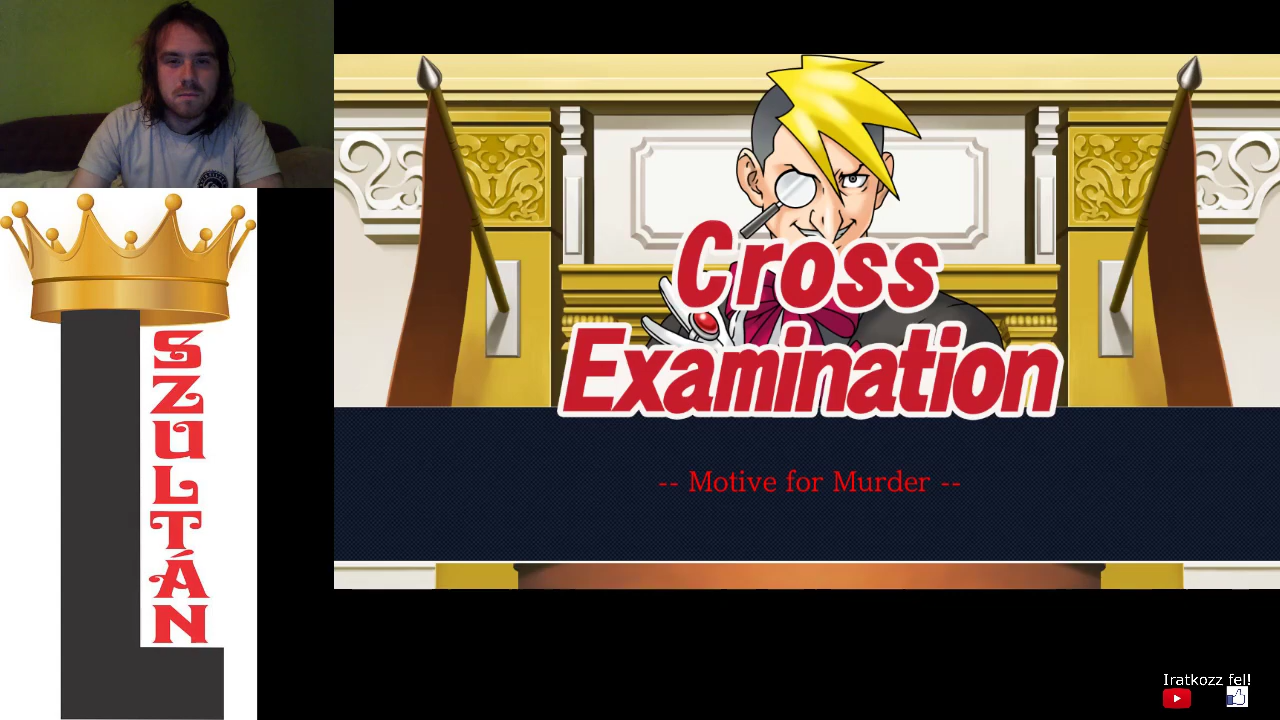 L
SZULTÁN
Cross
Examination
-- Motive for Murder --
Iratkozz fel!